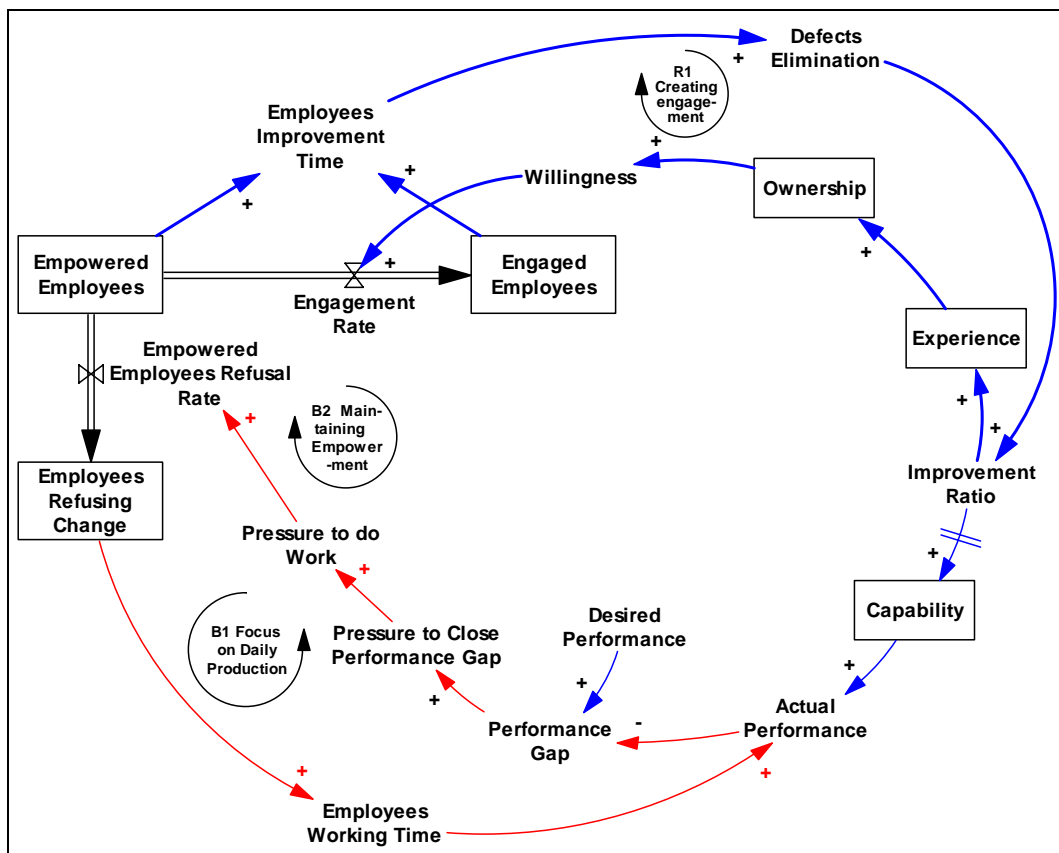 Defects
Elimination
+
R1
Creating
engage-
ment
Employees
Improvement
Time
+
+
+
Willingness
Ownership
+
Empowered
Employees
+
Engaged
Employees
+
Engagement
Rate
Experience
Empowered
Employees Refusal
Rate
+
B2 Main-
taining
Empower
-ment
+
+
Employees
Refusing
Change
Improvement
Ratio
Pressure to do
Work
+
+
Capability
B1 Focus
on Daily
Production
Pressure to Close
Performance Gap
Desired
Performance
+
+
+
Performance
Gap
-
Actual
Performance
+
+
Employees
Working Time